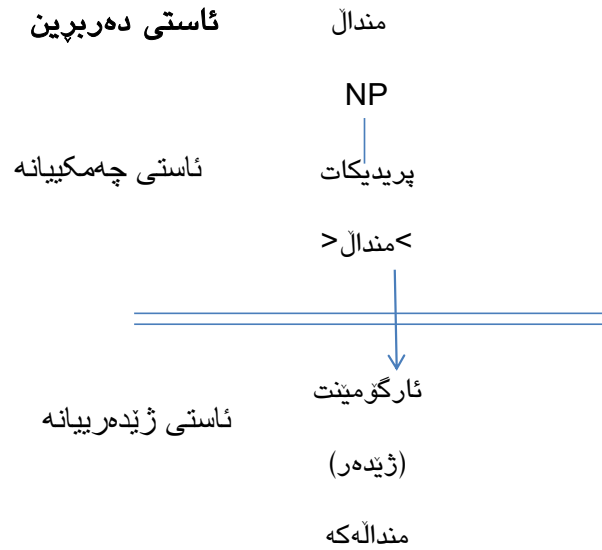 ئاستی دەربڕین منداڵ
NP
ئاستی چەمکییانە پریدیکات
<منداڵ>
ئارگۆمێنت
ئاستی ژێدەرییانە
(ژێدەر)
منداڵەکە